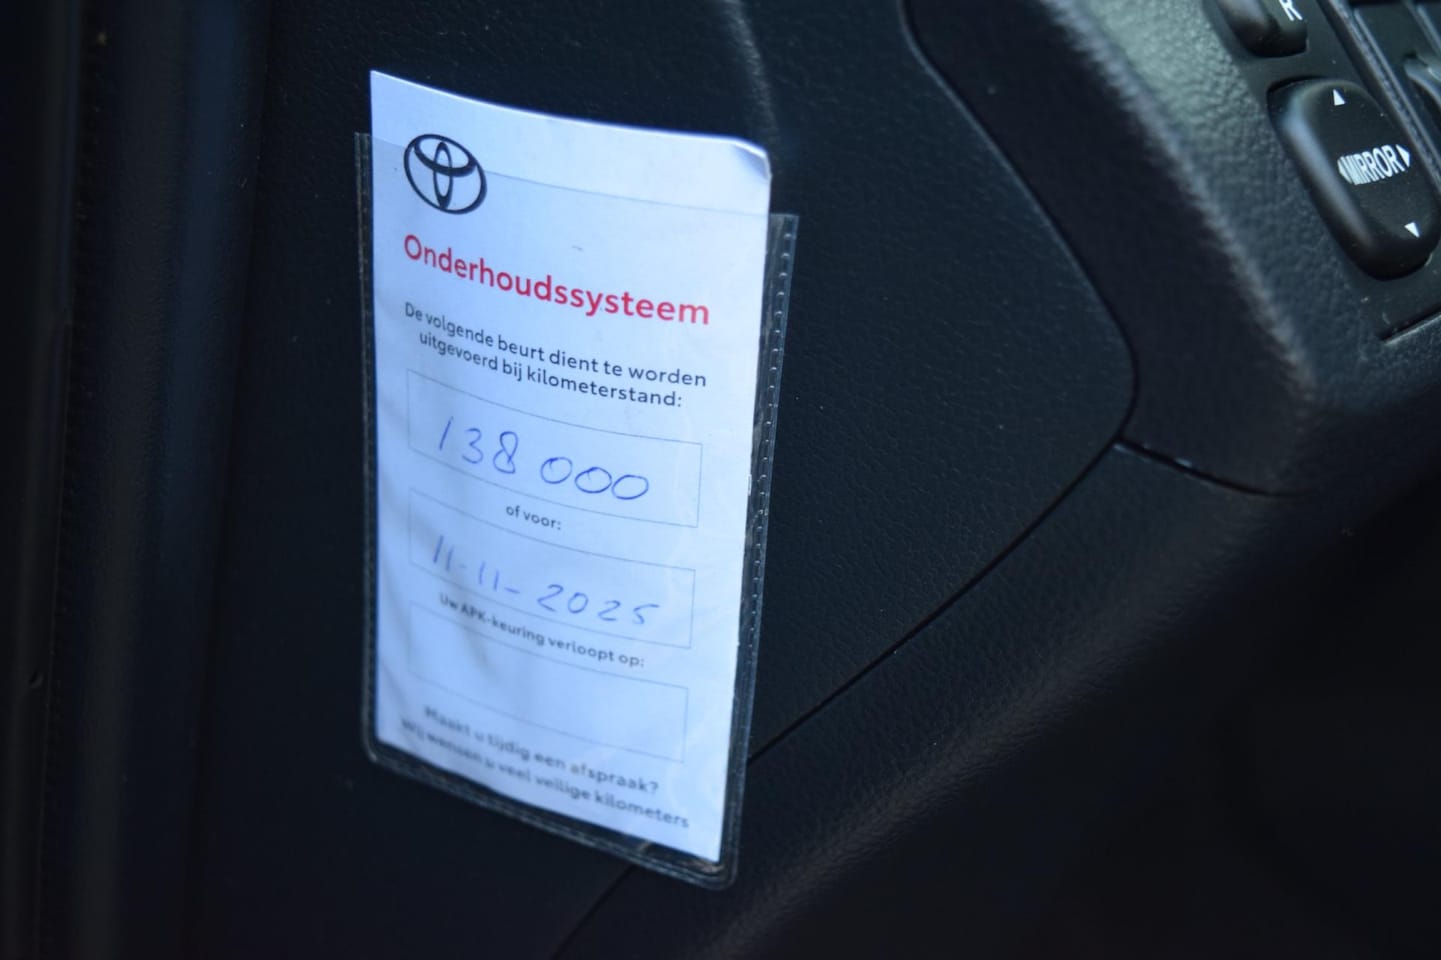 R
MIRROR
Onderhoudssysteem
De volgende beurt dient te worden
uitgevoerd bij kilometerstand:
138 000
of voor:
11-11-2025
Uw APK-keuring verloopt op:
Maakt u tijdig een afspraak?
Wij wensen u veel veilige kilometers